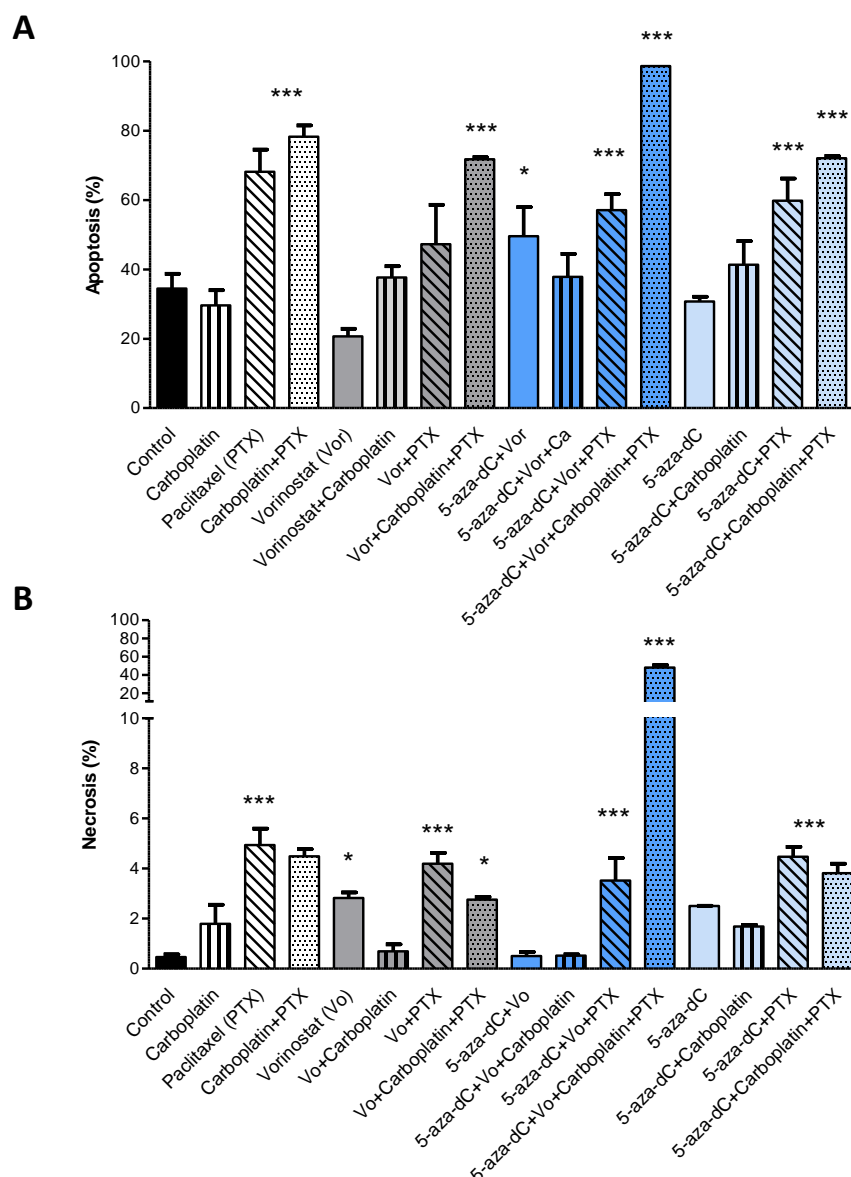 A
Apoptosis (%)
100
80
60
40
20
0
***
***
*
***
***
***
***
Control
Carboplatin
Paclitaxel (PTX)
Carboplatin+PTX
Vorinostat (Vor)
Vorinostat+Carboplatin
Vor+PTX
Vor+Carboplatin+PTX
5-aza-dC+Vor
5-aza-dC+Vor+Ca
5-aza-dC+Vor+PTX
5-aza-dC+Vor+Carboplatin+PTX
5-aza-dC
5-aza-dC+Carboplatin
5-aza-dC+PTX
5-aza-dC+Carboplatin+PTX
B
Necrosis (%)
100
80
60
40
20
10
8
6
4
2
0
***
*
***
*
***
***
***
Control
Carboplatin
Paclitaxel (PTX)
Carboplatin+PTX
Vorinostat (Vo)
Vo+Carboplatin
Vo+PTX
Vo+Carboplatin+PTX
5-aza-dC+Vo
5-aza-dC+Vo+Carboplatin
5-aza-dC+Vo+PTX
5-aza-dC+Vo+Carboplatin+PTX
5-aza-dC
5-aza-dC+Carboplatin
5-aza-dC+PTX
5-aza-dC+Carboplatin+PTX